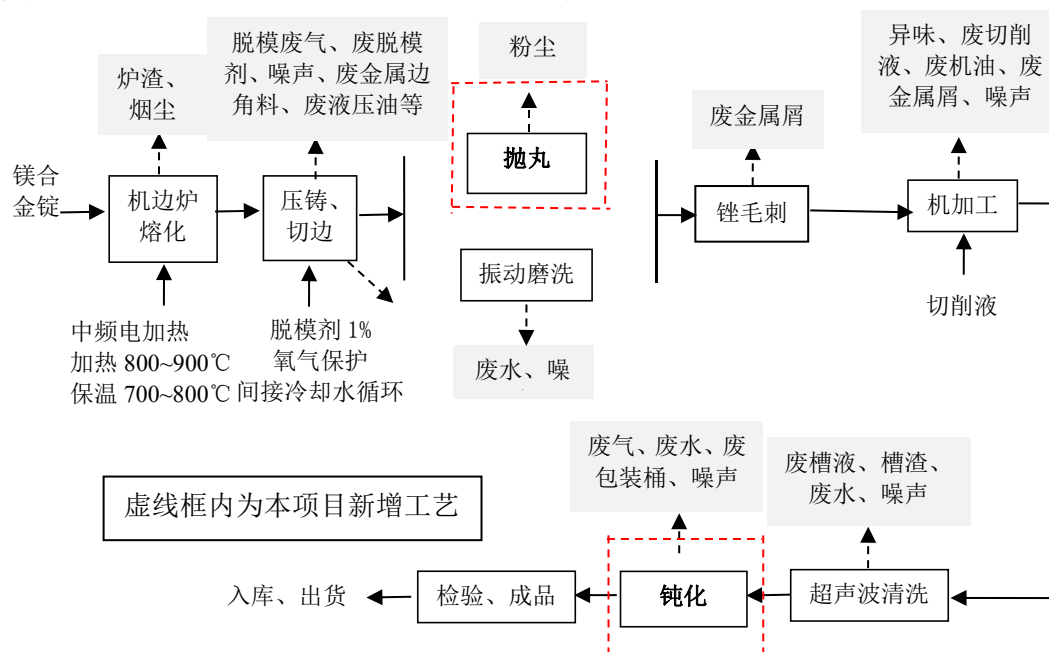 炉渣、
烟尘
脱模废气、废脱模
剂、噪声、废金属边
角料、废液压油等
粉尘
废金属屑
异味、废切削
液、废机油、废
金属屑、噪声
镁合
金锭
机边炉
熔化
压铸、
切边
抛丸
振动磨洗
锉毛刺
机加工
中频电加热
加热 800~900℃
保温 700~800℃
脱模剂 1%
氧气保护
间接冷却水循环
废水、噪
切削液
虚线框内为本项目新增工艺
废气、废水、废
包装桶、噪声
废槽液、槽渣、
废水、噪声
入库、出货
检验、成品
钝化
超声波清洗